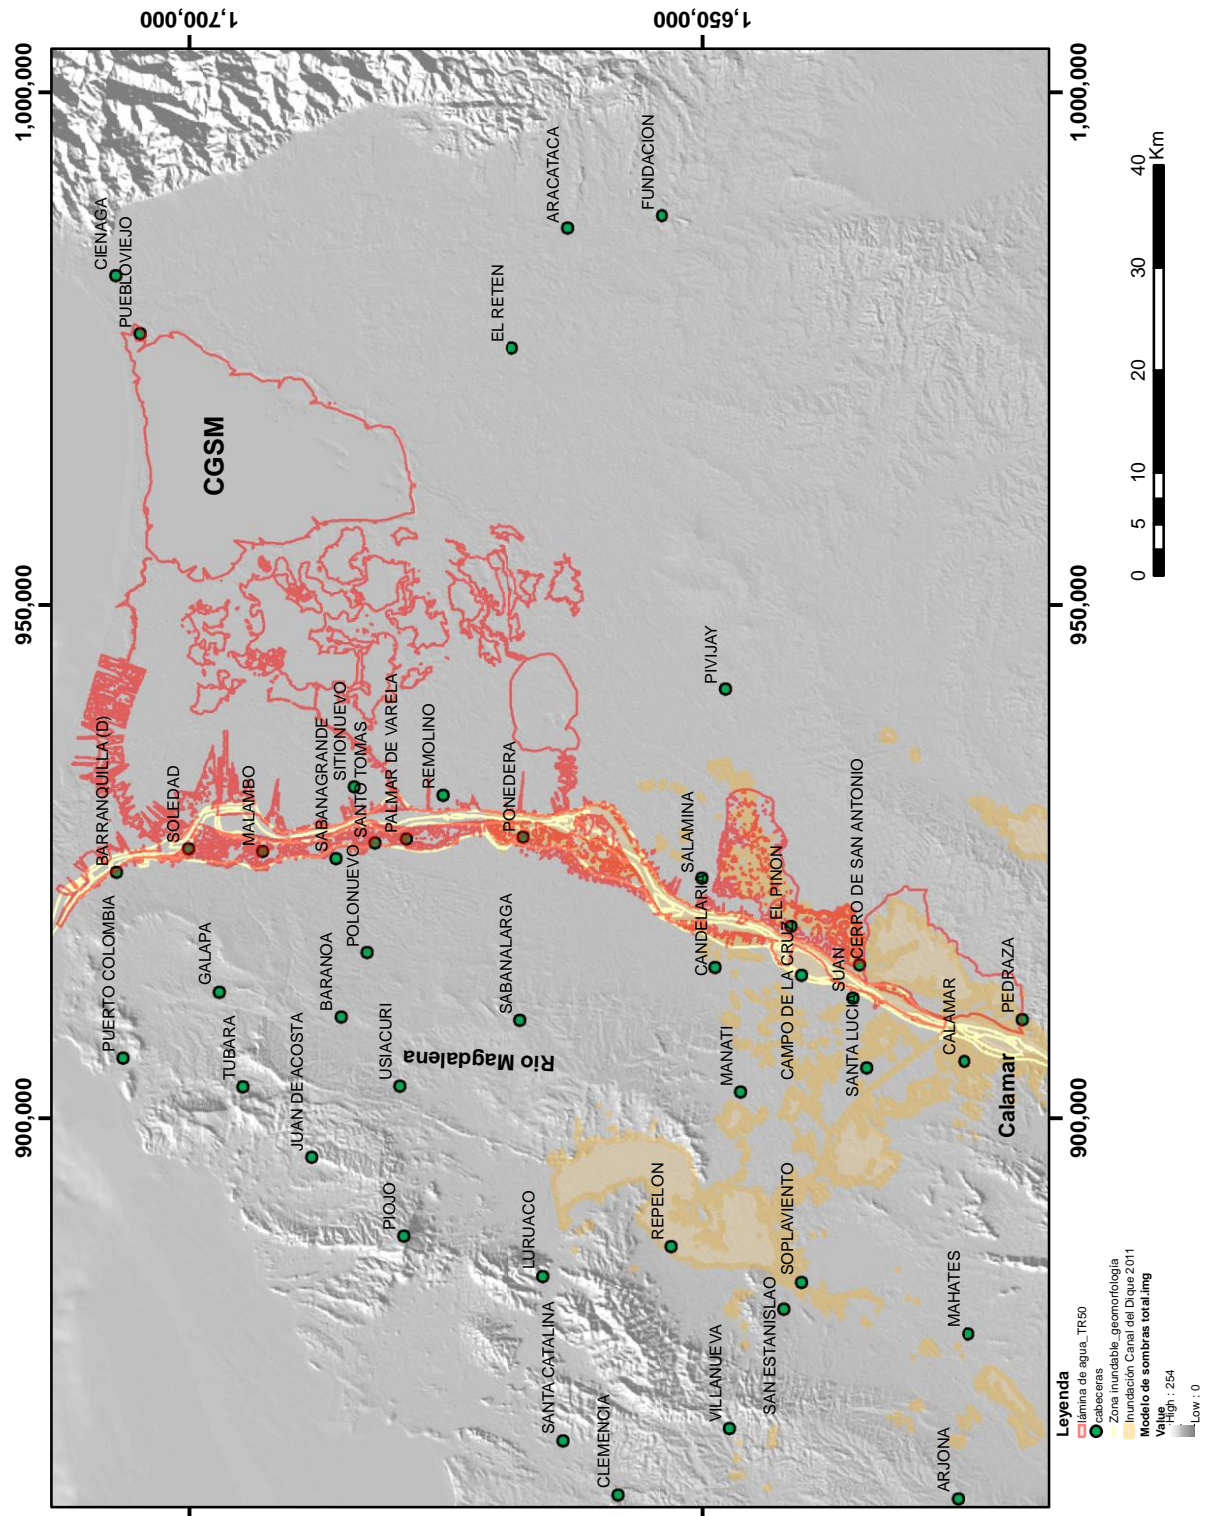 1,700,000
1,650,000
1,000,000
1,000,000
950,000
950,000
900,000
900,000
CIENAGA
PUEBLOVIEJO
ARACATACA
FUNDACION
EL RETEN
CGSM
PIVIJAY
BARRANQUILLA (D)
SOLEDAD
MALAMBO
SABANAGRANDE
SITIONUEVO
SANTO TOMAS
PALMAR DE VARELA
REMOLINO
PONEDERA
SALAMINA
CANDELARIA
EL PIÑON
CERRO DE SAN ANTONIO
PUERTO COLOMBIA
GALAPA
POLONUEVO
BARANOA
SABANALARGA
TUBARA
JUAN DE ACOSTA
USIACURI
Rio Magdalena
CAMPO DE LA CRUZ
SUAN
MANATI
SANTA LUCIA
CALAMAR
PEDRAZA
Calamar
PIOJO
LURUACO
REPELON
SOPLAVIENTO
SAN ESTANISLAO
MAHATES
SANTA CATALINA
CLEMENCIA
VILLANUEVA
ARJONA
0 5 10 20 30 40
Km
Leyenda
lámina de agua_TR50
cabeceras
Zona inundable_geomorfología
Inundación Canal del Dique 2011
Modelo de sombras total.img
Value
High : 254
Low : 0